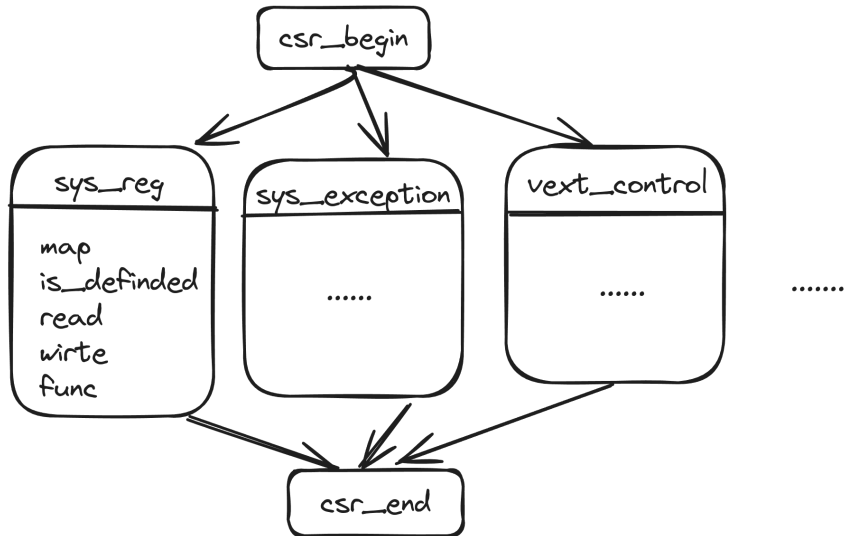 csr_begin
sys_reg
map
is_definded
read
wirte
func
sys_exception
......
vext_control
......
.......
csr_end